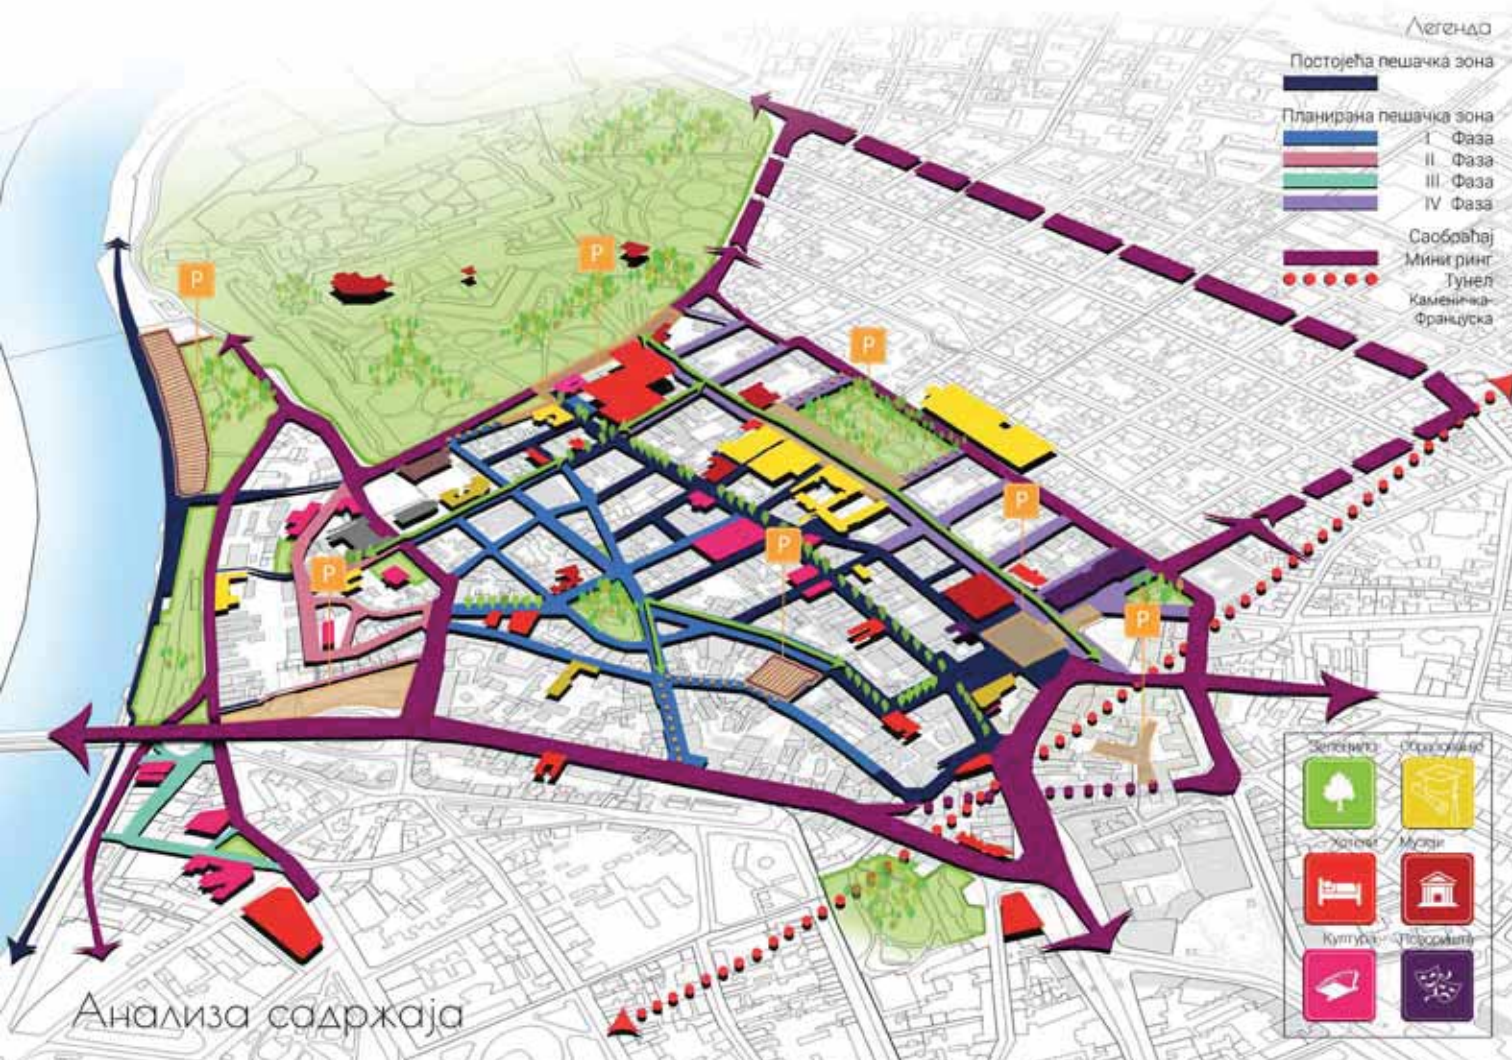 Легенда
Постојећа пешачка зона
Планирана пешачка зона
I Фаза
II Фаза
III Фаза
IV Фаза
Саобраћај
Мини ринг
Тунел
Каменичка-
Француска
P
P
P
P
P
P
P
Зеленило Образовање
Хотели Музеји
Култура Позоришта
Анализа садржаја